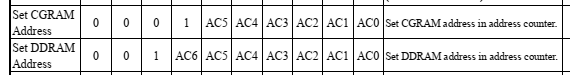 Set CGRAM Address 0 0 0 1 AC5 AC4 AC3 AC2 AC1 AC0 Set CGRAM address in address counter.
Set DDRAM Address 0 0 1 AC6 AC5 AC4 AC3 AC2 AC1 AC0 Set DDRAM address in address counter.